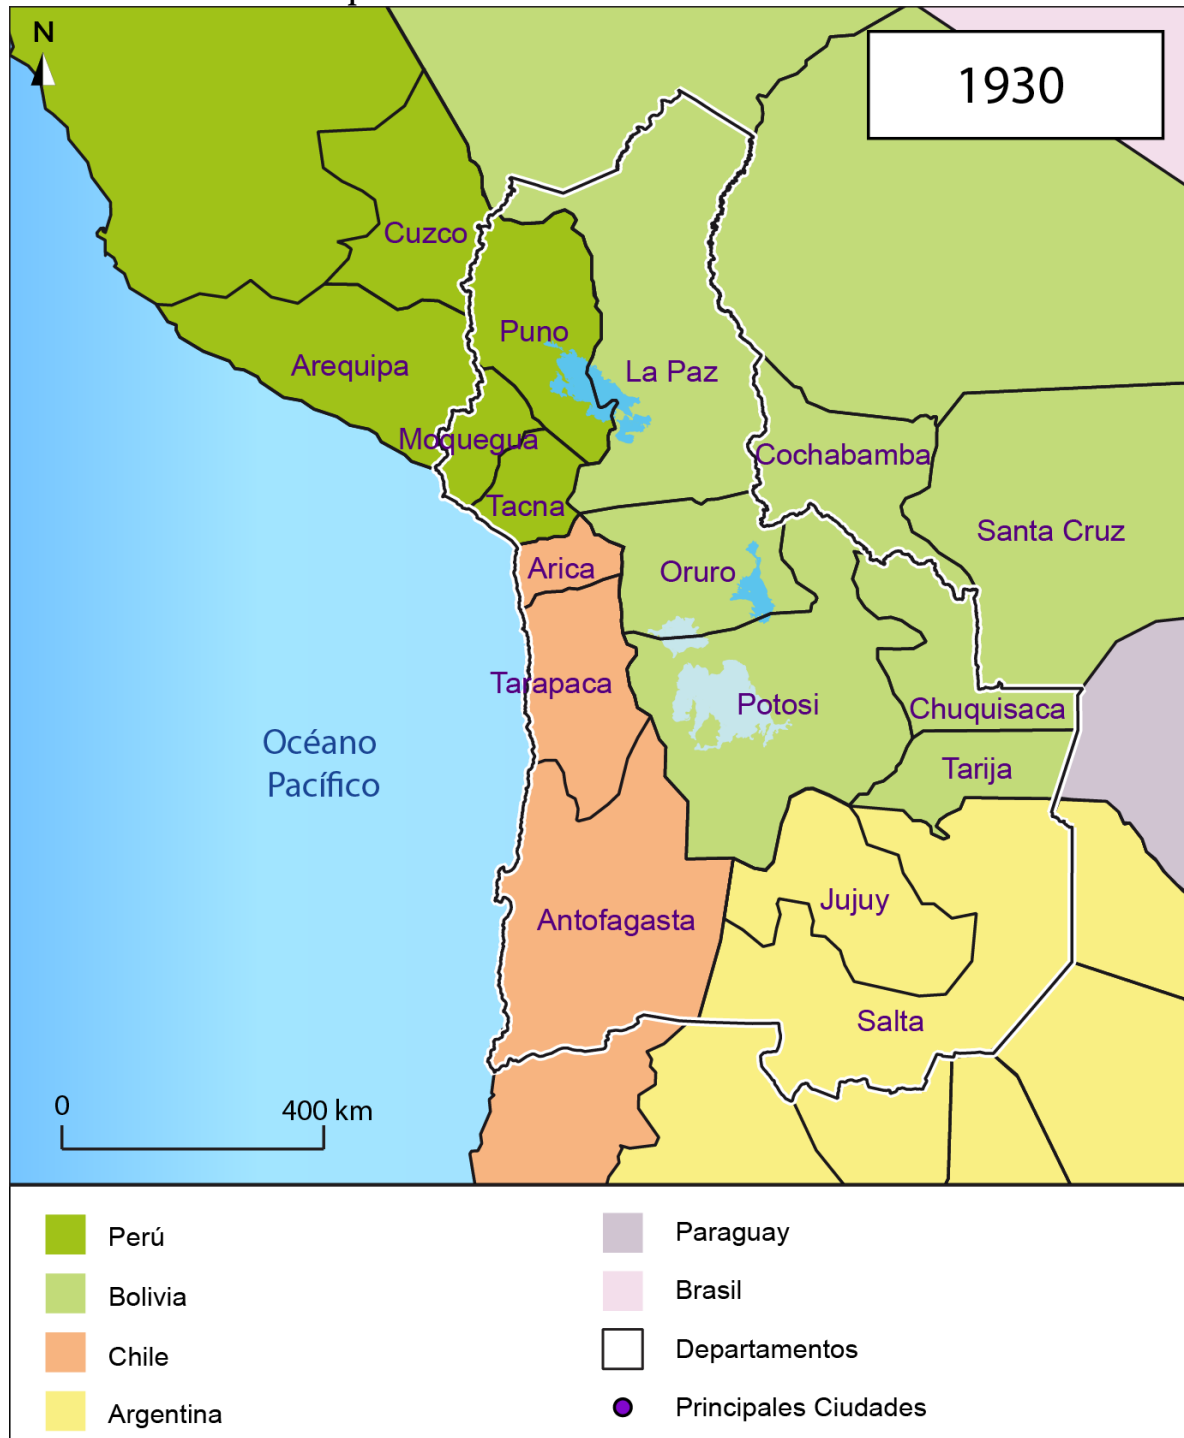 N
1930
Cuzco
Puno
Arequipa
La Paz
Moquegua
Cochabamba
Tacna
Santa Cruz
Arica
Oruro
Tarapaca
Potosi
Chuquisaca
Océano
Pacífico
Tarija
Jujuy
Antofagasta
Salta
0
400 km
Perú
Bolivia
Chile
Argentina
Paraguay
Brasil
Departamentos
Principales Ciudades